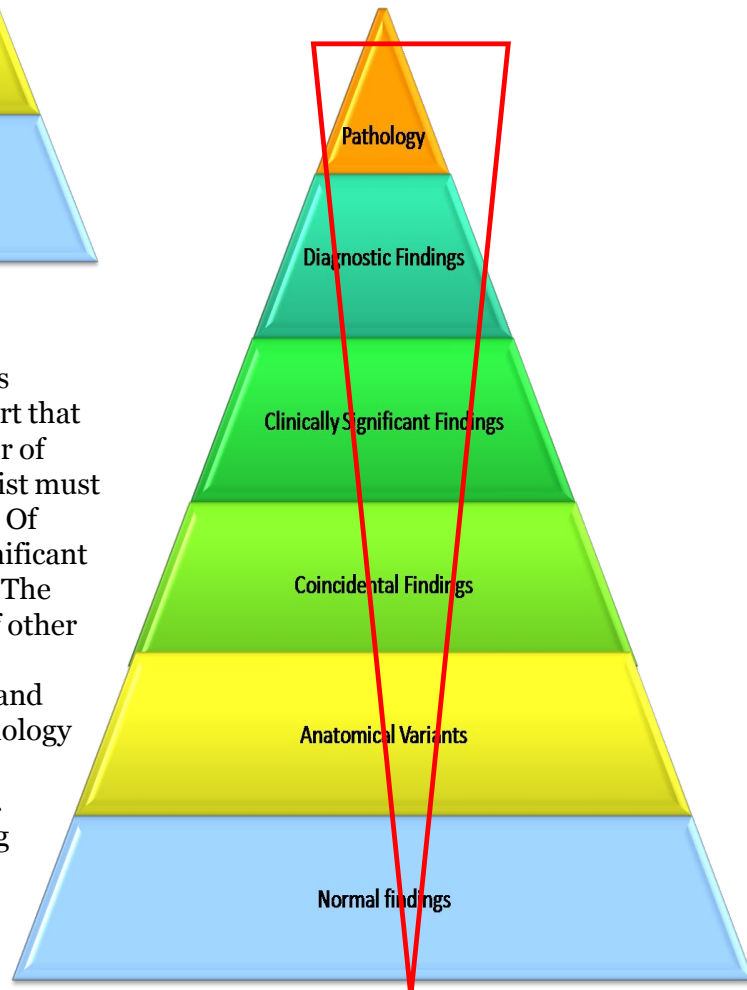 Pathology
Diagnostic Findings
Clinically Significant Findings
Coincidental Findings
Anatomical Variants
Normal findings
s
rt that
r of
ist must
Of
nificant
The
f other
and
nology
.
g